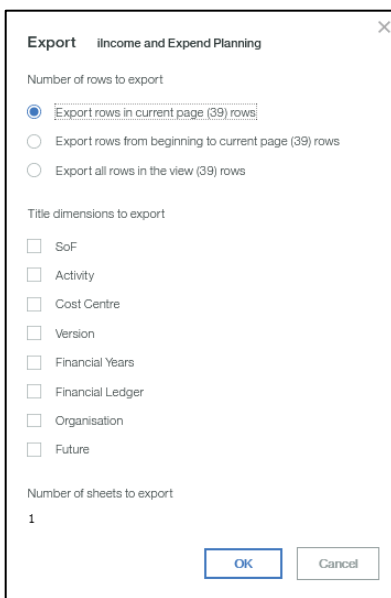 Export iIncome and Expend Planning
Number of rows to export
Export rows in current page (39) rows
Export rows from beginning to current page (39) rows
Export all rows in the view (39) rows
Title dimensions to export
SoF
Activity
Cost Centre
Version
Financial Years
Financial Ledger
Organisation
Future
Number of sheets to export
1
OK Cancel